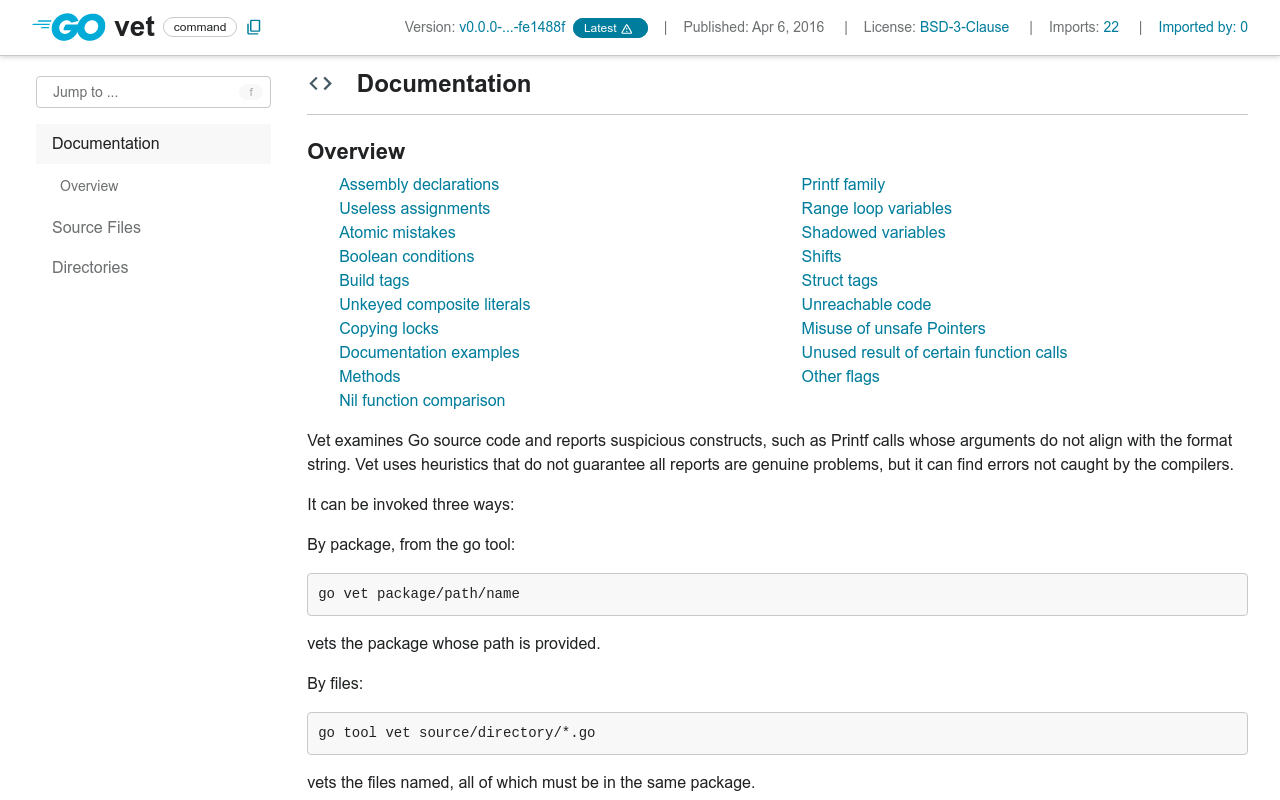 GO vet command Version: v0.0.0-...-fe1488f Latest | Published: Apr 6, 2016 | License: BSD-3-Clause | Imports: 22 | Imported by: 0
Jump to ... f
Documentation
Overview
Source Files
Directories
Documentation
Overview
Assembly declarations
Useless assignments
Atomic mistakes
Boolean conditions
Build tags
Unkeyed composite literals
Copying locks
Documentation examples
Methods
Nil function comparison
Printf family
Range loop variables
Shadowed variables
Shifts
Struct tags
Unreachable code
Misuse of unsafe Pointers
Unused result of certain function calls
Other flags
Vet examines Go source code and reports suspicious constructs, such as Printf calls whose arguments do not align with the format
string. Vet uses heuristics that do not guarantee all reports are genuine problems, but it can find errors not caught by the compilers.
It can be invoked three ways:
By package, from the go tool:
go vet package/path/name
vets the package whose path is provided.
By files:
go tool vet source/directory/*.go
vets the files named, all of which must be in the same package.